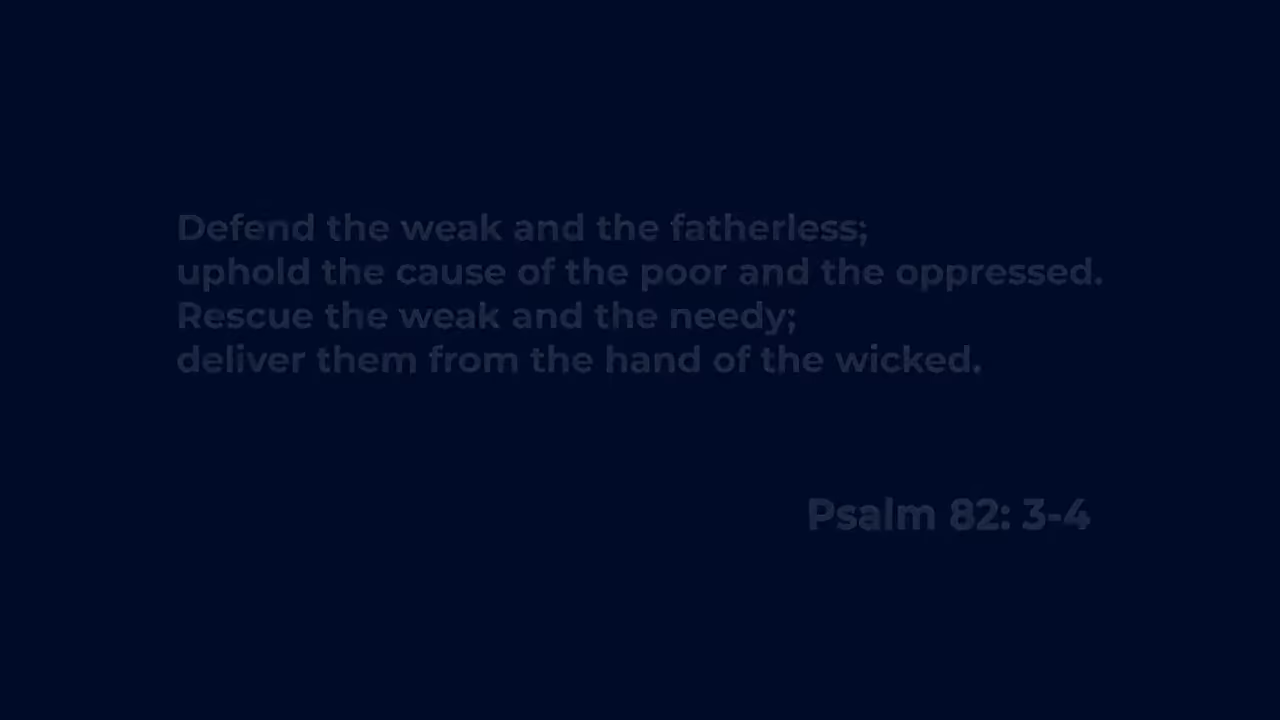 Defend the weak and the fatherless;
uphold the cause of the poor and the oppressed.
Rescue the weak and the needy;
deliver them from the hand of the wicked.
Psalm 82: 3-4